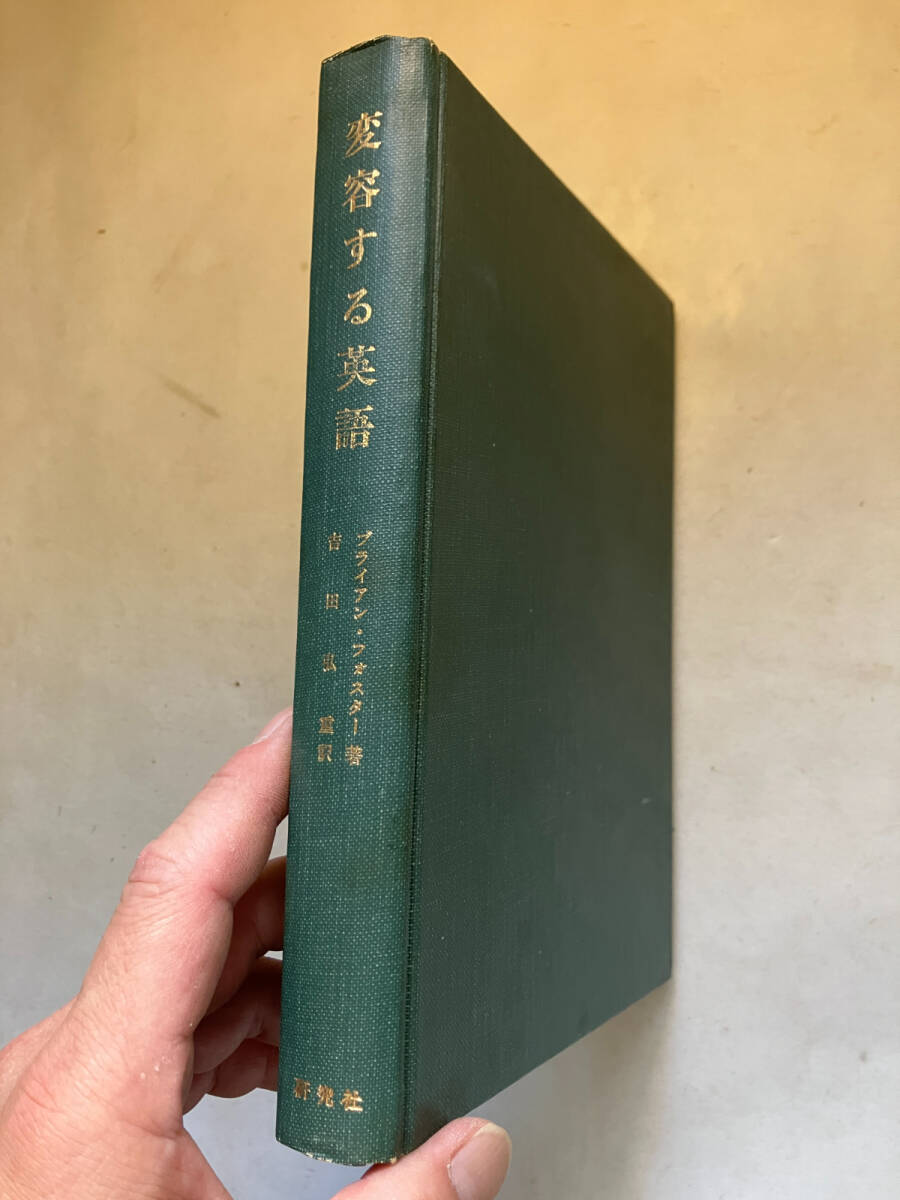 変容する英語
ブライアン・フォスター著
吉田弘重訳
研究社